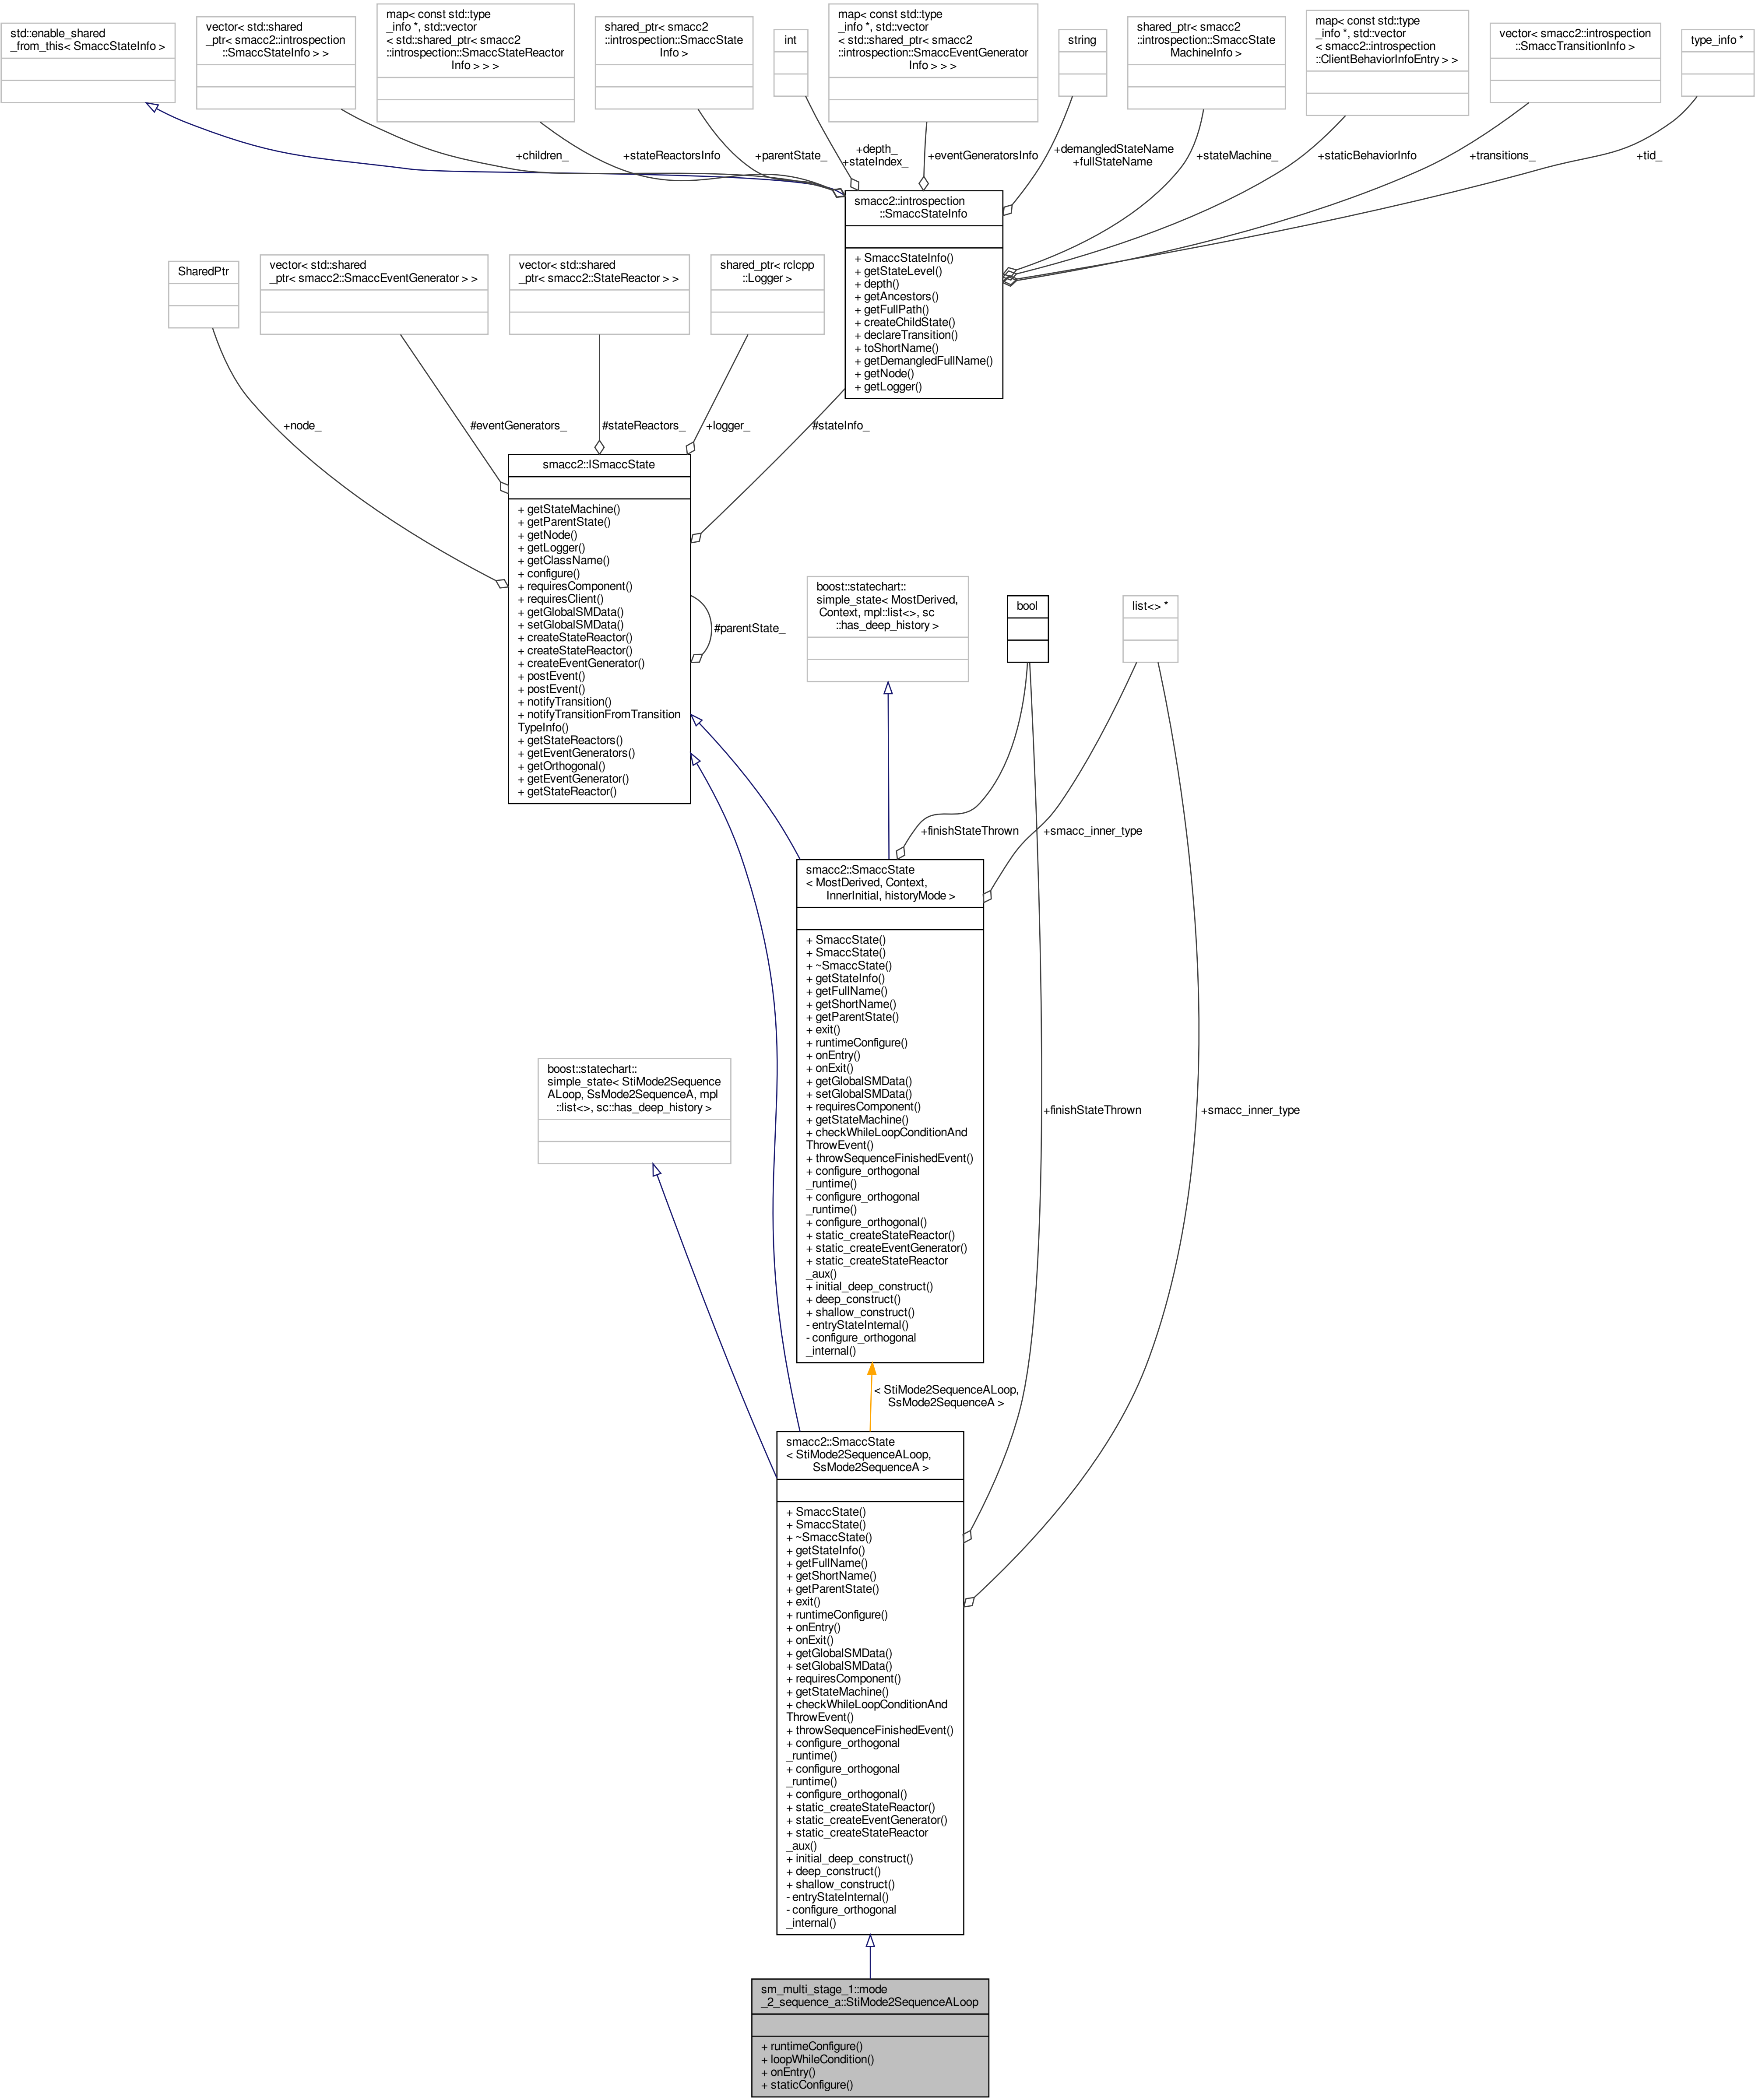 std::enable_shared
_from_this< SmaccStateInfo >
vector< std::shared
_ptr< smacc2::introspection
::SmaccStateInfo > >
map< const std::type
_info *, std::vector
< std::shared_ptr< smacc2
::introspection::SmaccStateReactor
Info > > >
shared_ptr< smacc2
::introspection::SmaccState
Info >
int
map< const std::type
_info *, std::vector
< std::shared_ptr< smacc2
::introspection::SmaccEventGenerator
Info > > >
string
shared_ptr< smacc2
::introspection::SmaccState
MachineInfo >
map< const std::type
_info *, std::vector
< smacc2::introspection
::ClientBehaviorInfoEntry > >
vector< smacc2::introspection
::SmaccTransitionInfo >
type_info *
+children_
+stateReactorsInfo
+parentState_
+depth_
+stateIndex_
+eventGeneratorsInfo
+demangledStateName
+fullStateName
+stateMachine_
+staticBehaviorInfo
+transitions_
+tid_
smacc2::introspection
::SmaccStateInfo
+ SmaccStateInfo()
+ getStateLevel()
+ depth()
+ getAncestors()
+ getFullPath()
+ createChildState()
+ declareTransition()
+ toShortName()
+ getDemangledFullName()
+ getNode()
+ getLogger()
SharedPtr
vector< std::shared
_ptr< smacc2::SmaccEventGenerator > >
vector< std::shared
_ptr< smacc2::StateReactor > >
shared_ptr< rclcpp
::Logger >
+node_
#eventGenerators_
#stateReactors_
+logger_
#stateInfo_
smacc2::ISmaccState
+ getStateMachine()
+ getParentState()
+ getNode()
+ getLogger()
+ getClassName()
+ configure()
+ requiresComponent()
+ requiresClient()
+ getGlobalSMData()
+ setGlobalSMData()
+ createStateReactor()
+ createStateReactor()
+ createEventGenerator()
+ postEvent()
+ postEvent()
+ notifyTransition()
+ notifyTransitionFromTransition
TypeInfo()
+ getStateReactors()
+ getEventGenerators()
+ getOrthogonal()
+ getEventGenerator()
+ getStateReactor()
#parentState_
boost::statechart::
simple_state< MostDerived,
Context, mpl::list<>, sc
::has_deep_history >
bool
list<> *
+finishStateThrown
+smacc_inner_type
smacc2::SmaccState
< MostDerived, Context,
InnerInitial, historyMode >
+ SmaccState()
+ SmaccState()
+ ~SmaccState()
+ getStateInfo()
+ getFullName()
+ getShortName()
+ getParentState()
+ exit()
+ runtimeConfigure()
+ onEntry()
+ onExit()
+ getGlobalSMData()
+ setGlobalSMData()
+ requiresComponent()
+ getStateMachine()
+ checkWhileLoopConditionAnd
ThrowEvent()
+ throwSequenceFinishedEvent()
+ configure_orthogonal
_runtime()
+ configure_orthogonal
_runtime()
+ configure_orthogonal()
+ static_createStateReactor()
+ static_createEventGenerator()
+ static_createStateReactor
_aux()
+ initial_deep_construct()
+ deep_construct()
+ shallow_construct()
- entryStateInternal()
- configure_orthogonal
_internal()
boost::statechart::
simple_state< StiMode2Sequence
ALoop, SsMode2SequenceA, mpl
::list<>, sc::has_deep_history >
+finishStateThrown
+smacc_inner_type
< StiMode2SequenceALoop,
SsMode2SequenceA >
smacc2::SmaccState
< StiMode2SequenceALoop,
SsMode2SequenceA >
+ SmaccState()
+ SmaccState()
+ ~SmaccState()
+ getStateInfo()
+ getFullName()
+ getShortName()
+ getParentState()
+ exit()
+ runtimeConfigure()
+ onEntry()
+ onExit()
+ getGlobalSMData()
+ setGlobalSMData()
+ requiresComponent()
+ getStateMachine()
+ checkWhileLoopConditionAnd
ThrowEvent()
+ throwSequenceFinishedEvent()
+ configure_orthogonal
_runtime()
+ configure_orthogonal
_runtime()
+ configure_orthogonal()
+ static_createStateReactor()
+ static_createEventGenerator()
+ static_createStateReactor
_aux()
+ initial_deep_construct()
+ deep_construct()
+ shallow_construct()
- entryStateInternal()
- configure_orthogonal
_internal()
sm_multi_stage_1::mode
_2_sequence_a::StiMode2SequenceALoop
+ runtimeConfigure()
+ loopWhileCondition()
+ onEntry()
+ staticConfigure()